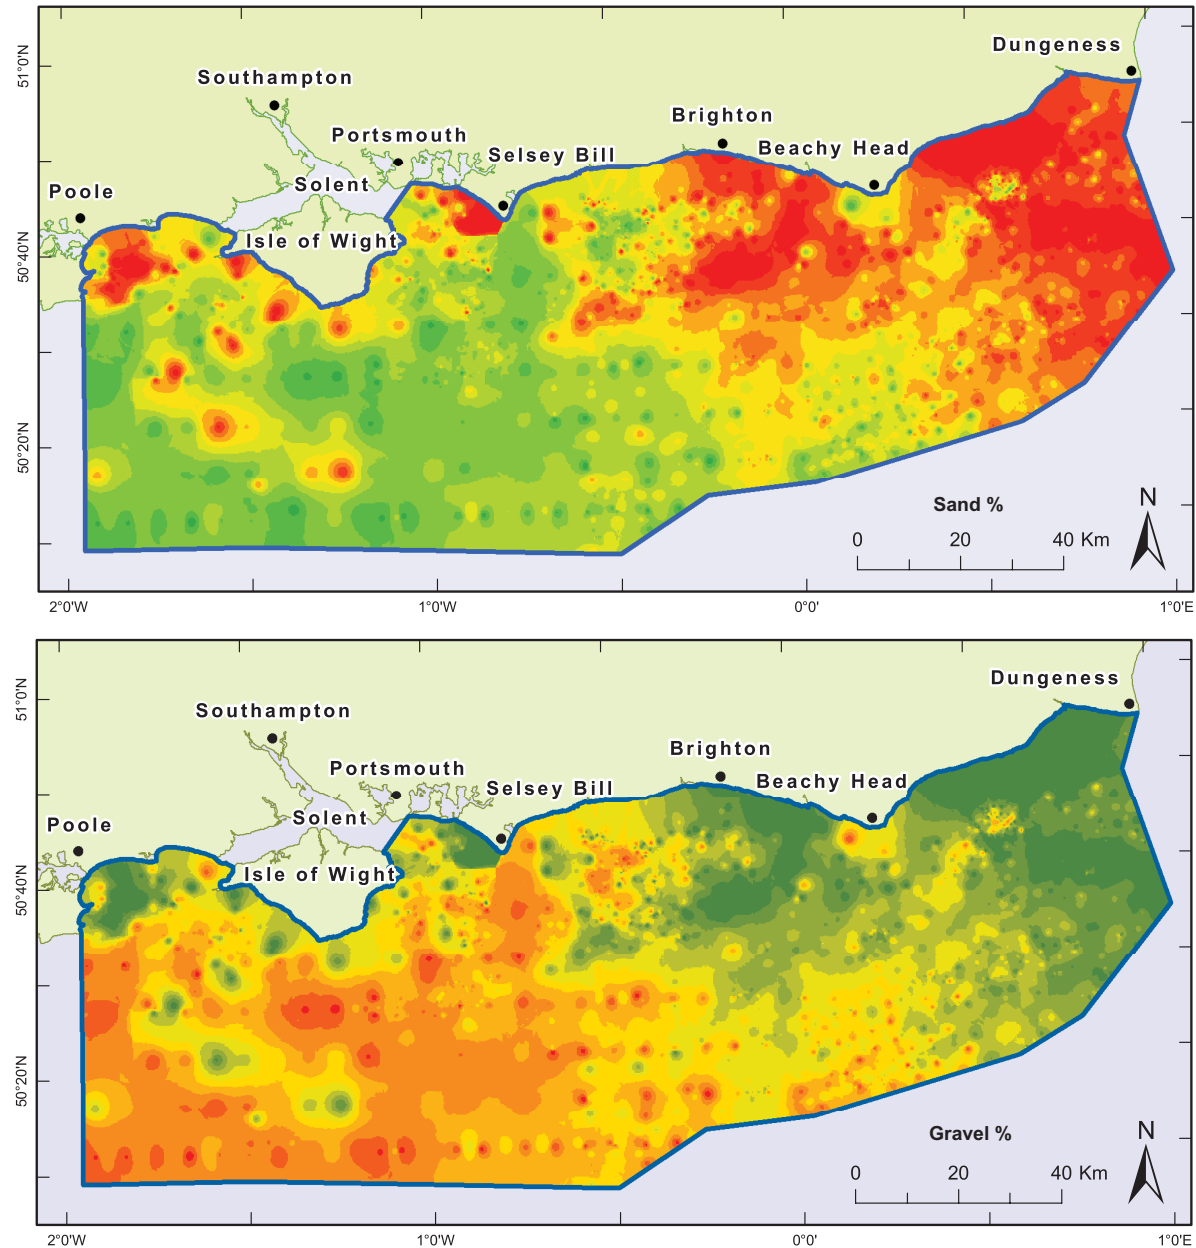 Dungeness
51°0'N
Southampton
Brighton
Portsmouth
Beachy Head
Selsey Bill
Poole
Solent
Isle of Wight
50°40'N
50°20'N
Sand %
N
0 20 40 Km
2°0'W 1°0'W 0°0' 1°0'E
Dungeness
51°0'N
Southampton
Brighton
Portsmouth
Beachy Head
Selsey Bill
Poole
Solent
Isle of Wight
50°40'N
50°20'N
Gravel %
N
0 20 40 Km
2°0'W 1°0'W 0°0' 1°0'E